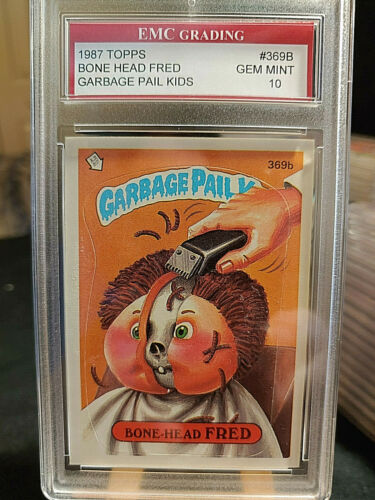 EMC GRADING
1987 TOPPS #369B
BONE HEAD FRED GEM MINT
GARBAGE PAIL KIDS 10
369b
GARBAGE PAIL K
BONE-HEAD FRED